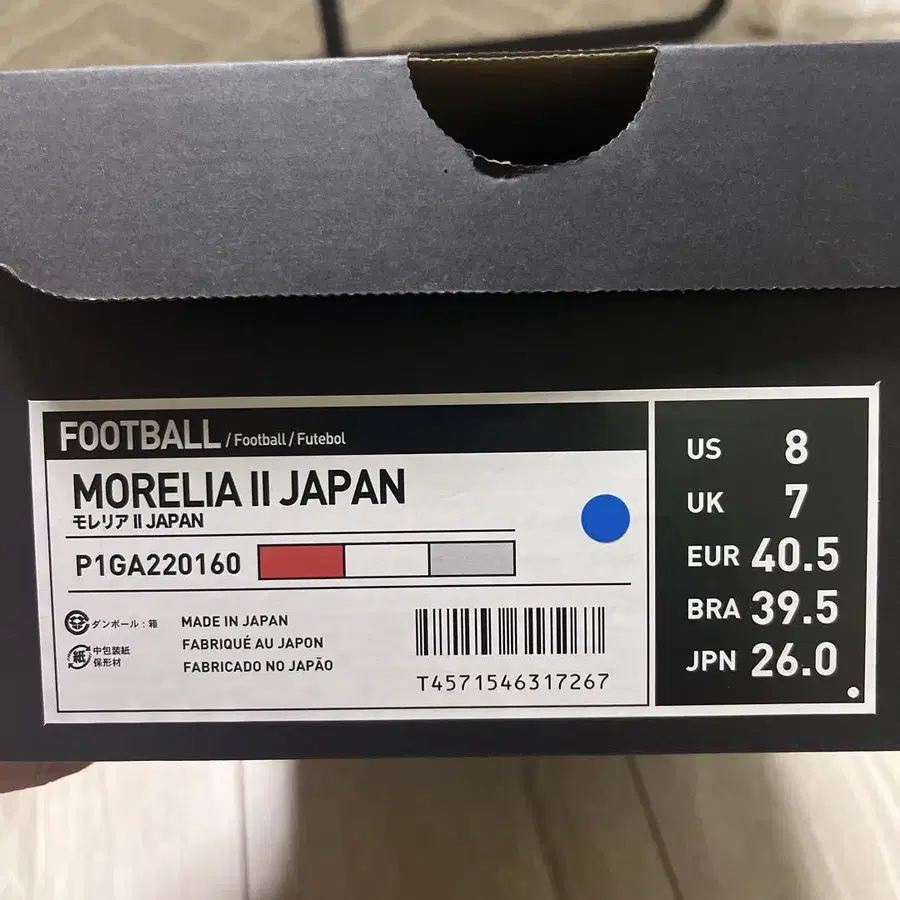 FOOTBALL / Football / Futebol
MORELIA II JAPAN
モレリア II JAPAN
P1GA220160
ダンボール : 箱
紙 中包装紙
保形材
MADE IN JAPAN
FABRIQUÉ AU JAPON
FABRICADO NO JAPÃO
T4571546317267
US 8
UK 7
EUR 40.5
BRA 39.5
JPN 26.0